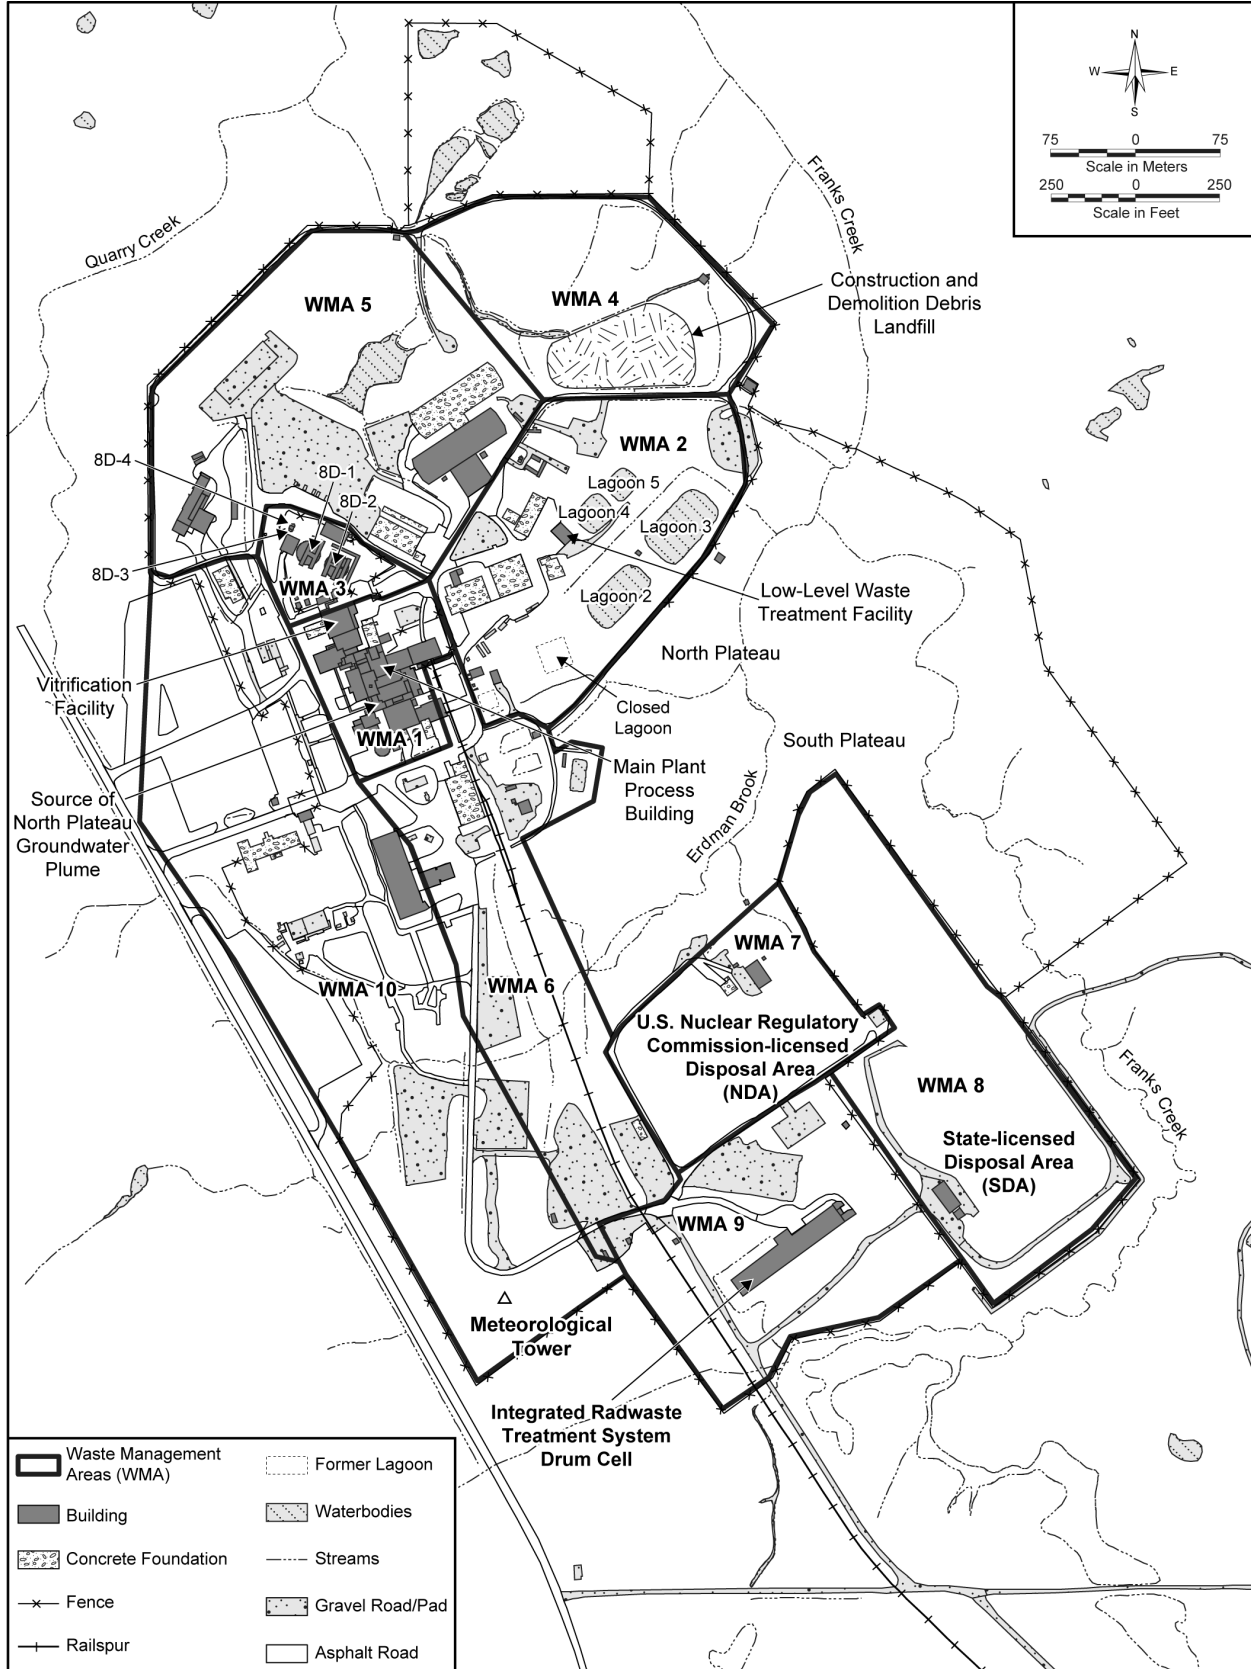 N
W
E
S
75
0
75
Scale in Meters
250
0
250
Scale in Feet
Quarry Creek
Franks Creek
WMA 5
WMA 4
Construction and
Demolition Debris
Landfill
WMA 2
8D-4
8D-1
8D-2
Lagoon 5
Lagoon 4
Lagoon 3
8D-3
WMA 3
Lagoon 2
Low-Level Waste
Treatment Facility
North Plateau
Vitrification
Facility
Closed
Lagoon
WMA 1
South Plateau
Main Plant
Process
Building
Source of
North Plateau
Groundwater
Plume
Erdman Brook
WMA 7
WMA 10
WMA 6
U.S. Nuclear Regulatory
Commission-licensed
Disposal Area
(NDA)
WMA 8
Franks Creek
State-licensed
Disposal Area
(SDA)
WMA 9
Meteorological
Tower
Integrated Radwaste
Treatment System
Drum Cell
Waste Management
Areas (WMA)
Building
Concrete Foundation
Fence
Railspur
Former Lagoon
Waterbodies
Streams
Gravel Road/Pad
Asphalt Road